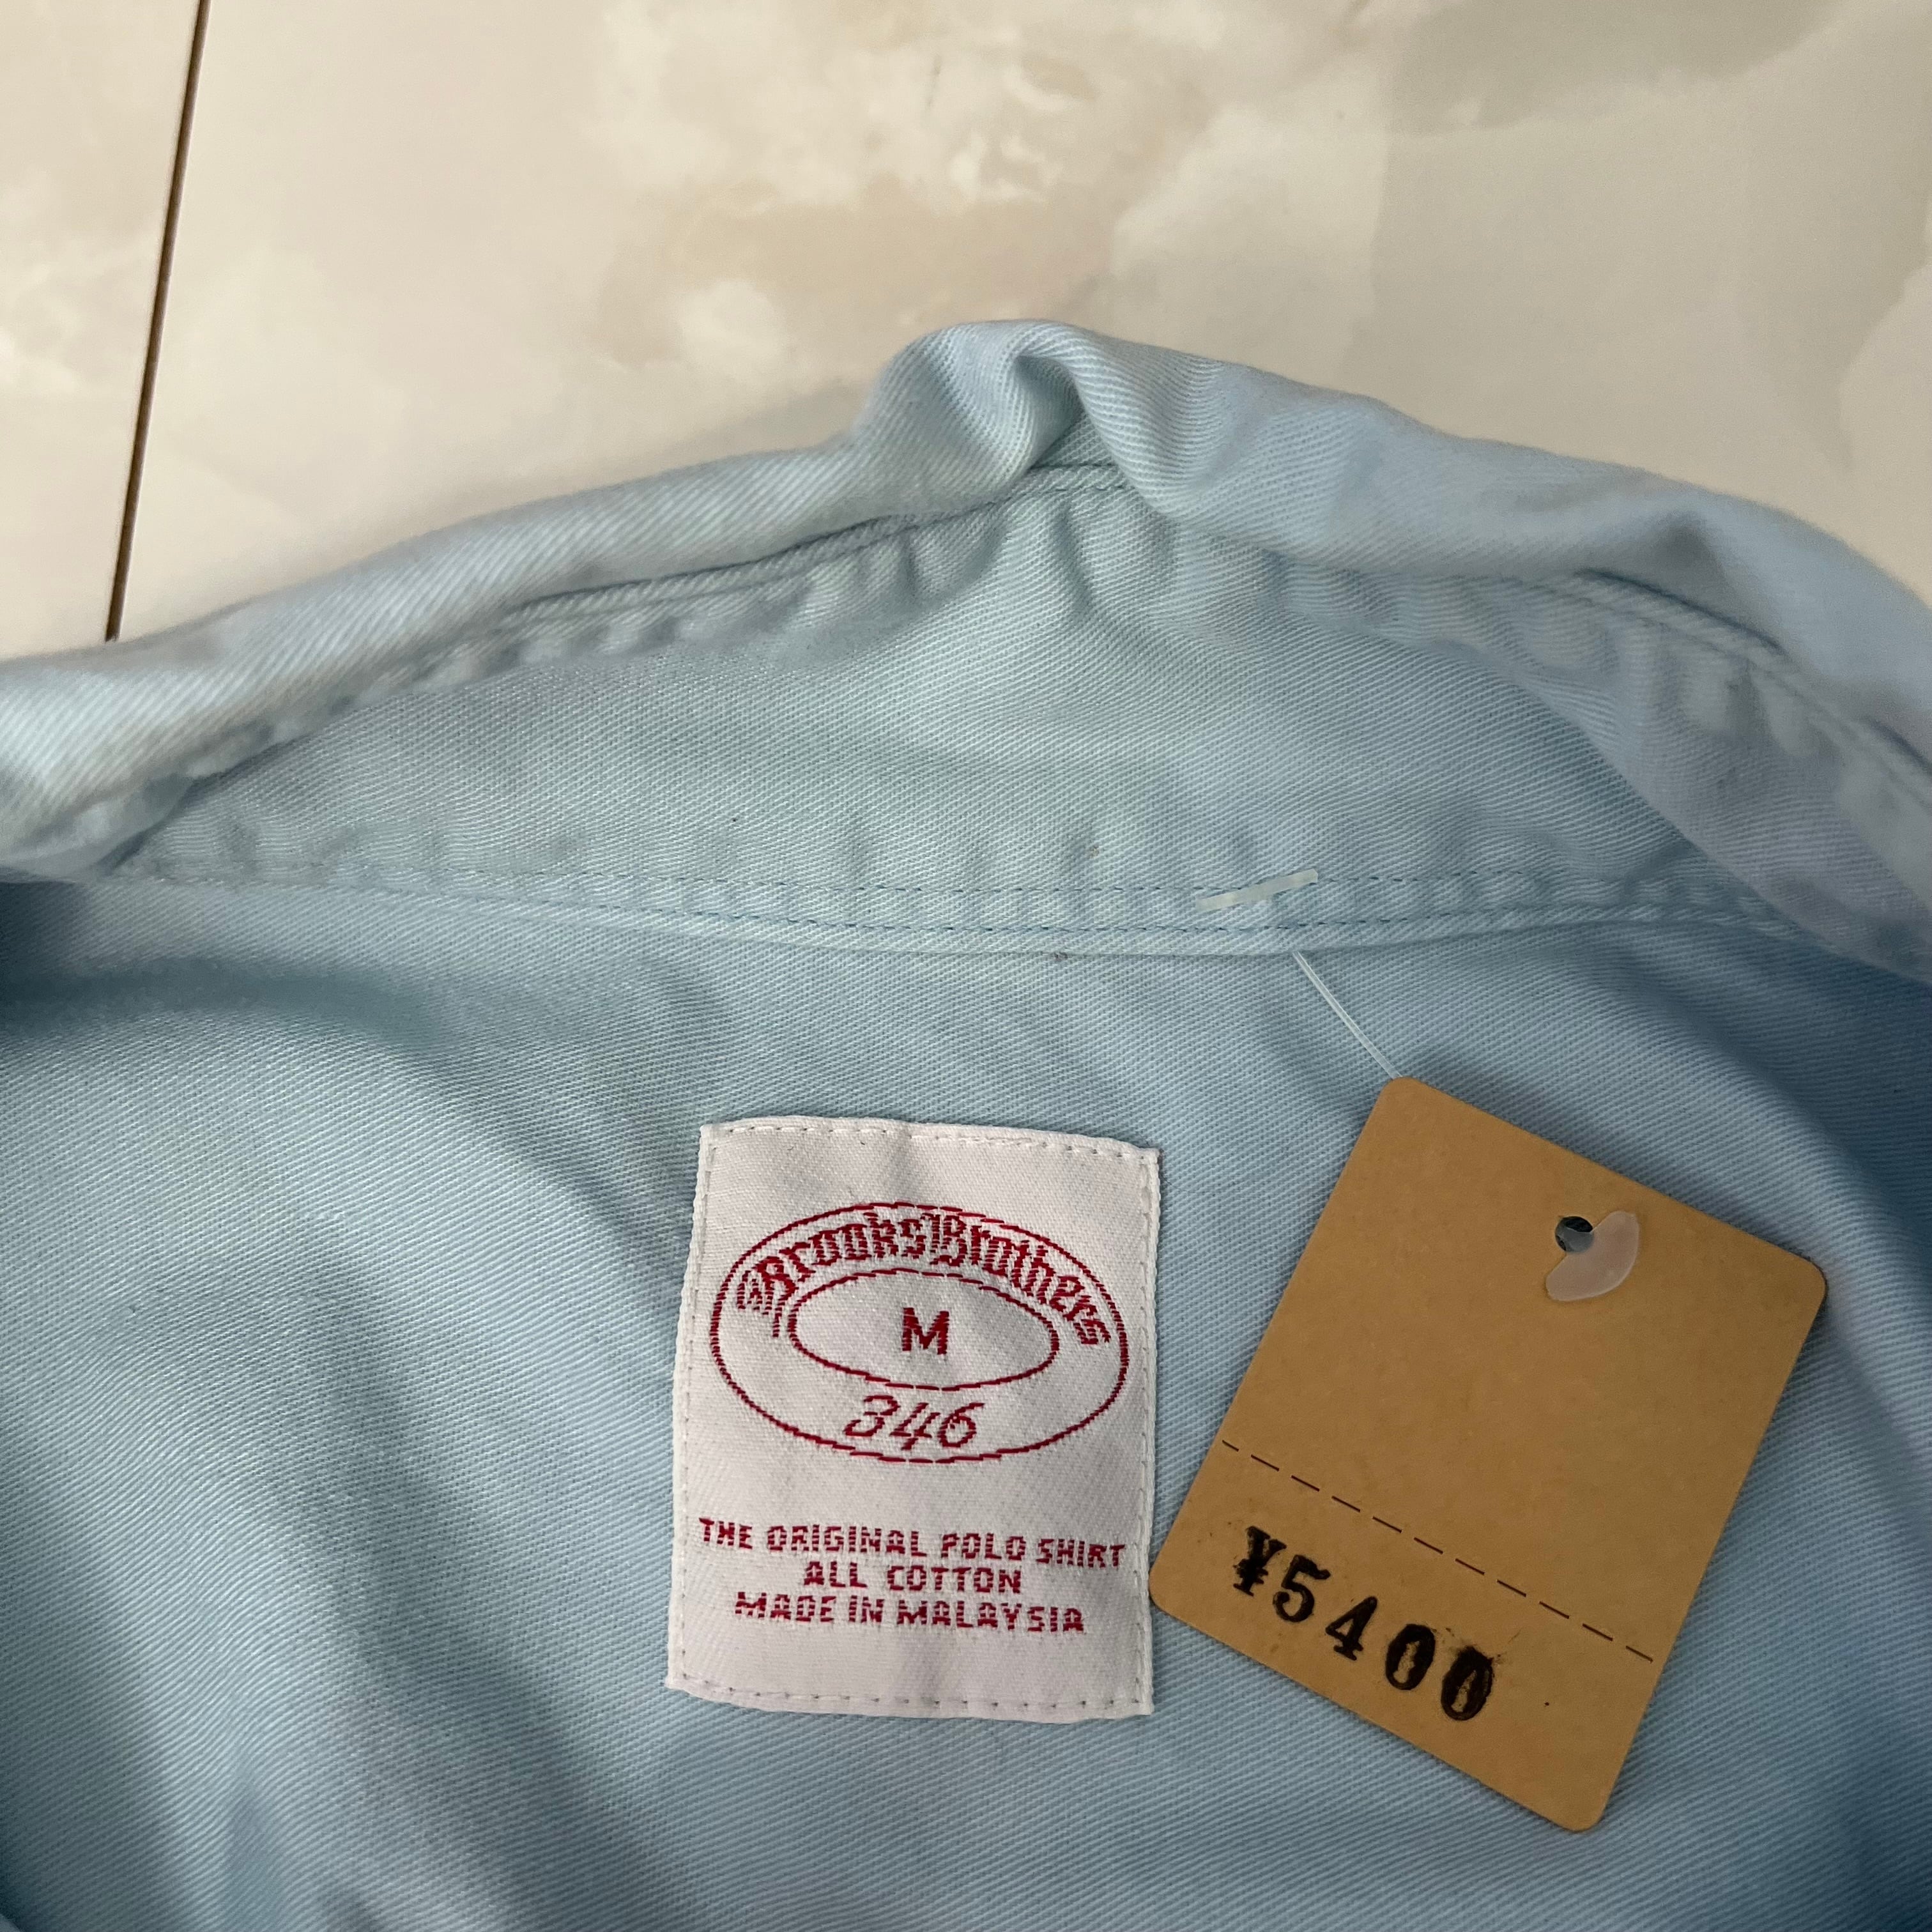 Brooks Brothers
M
346
THE ORIGINAL POLO SHIRT
ALL COTTON
MADE IN MALAYSIA
¥5400